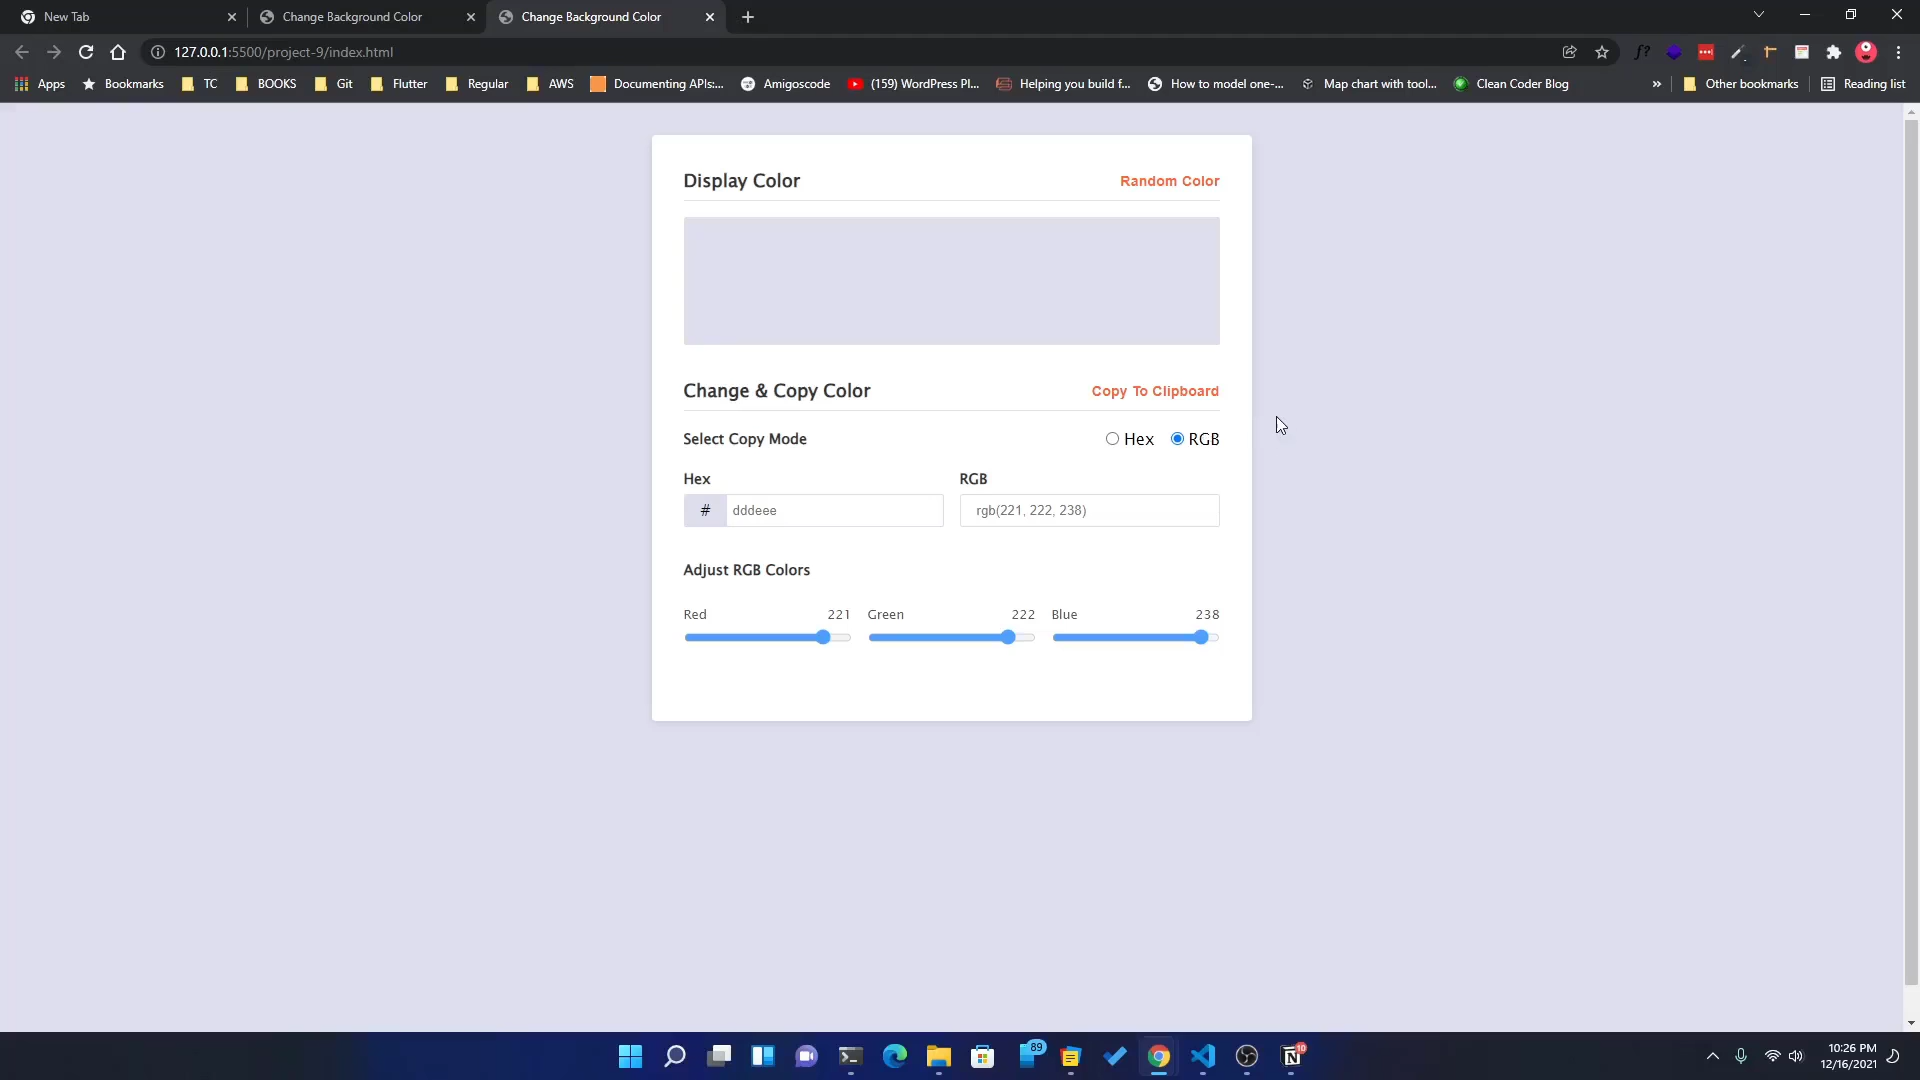 New Tab
Change Background Color
Change Background Color
127.0.0.1:5500/project-9/index.html
f?
Apps
Bookmarks
TC
BOOKS
Git
Flutter
Regular
AWS
Documenting APIs:...
Amigoscode
(159) WordPress Pl...
Helping you build f...
How to model one-...
Map chart with tool...
Clean Coder Blog
»
Other bookmarks
Reading list
Display Color
Random Color
Change & Copy Color
Copy To Clipboard
Select Copy Mode
Hex
RGB
Hex
RGB
# dddeee
rgb(221, 222, 238)
Adjust RGB Colors
Red 221
Green 222
Blue 238
89
10
10:26 PM
12/16/2021